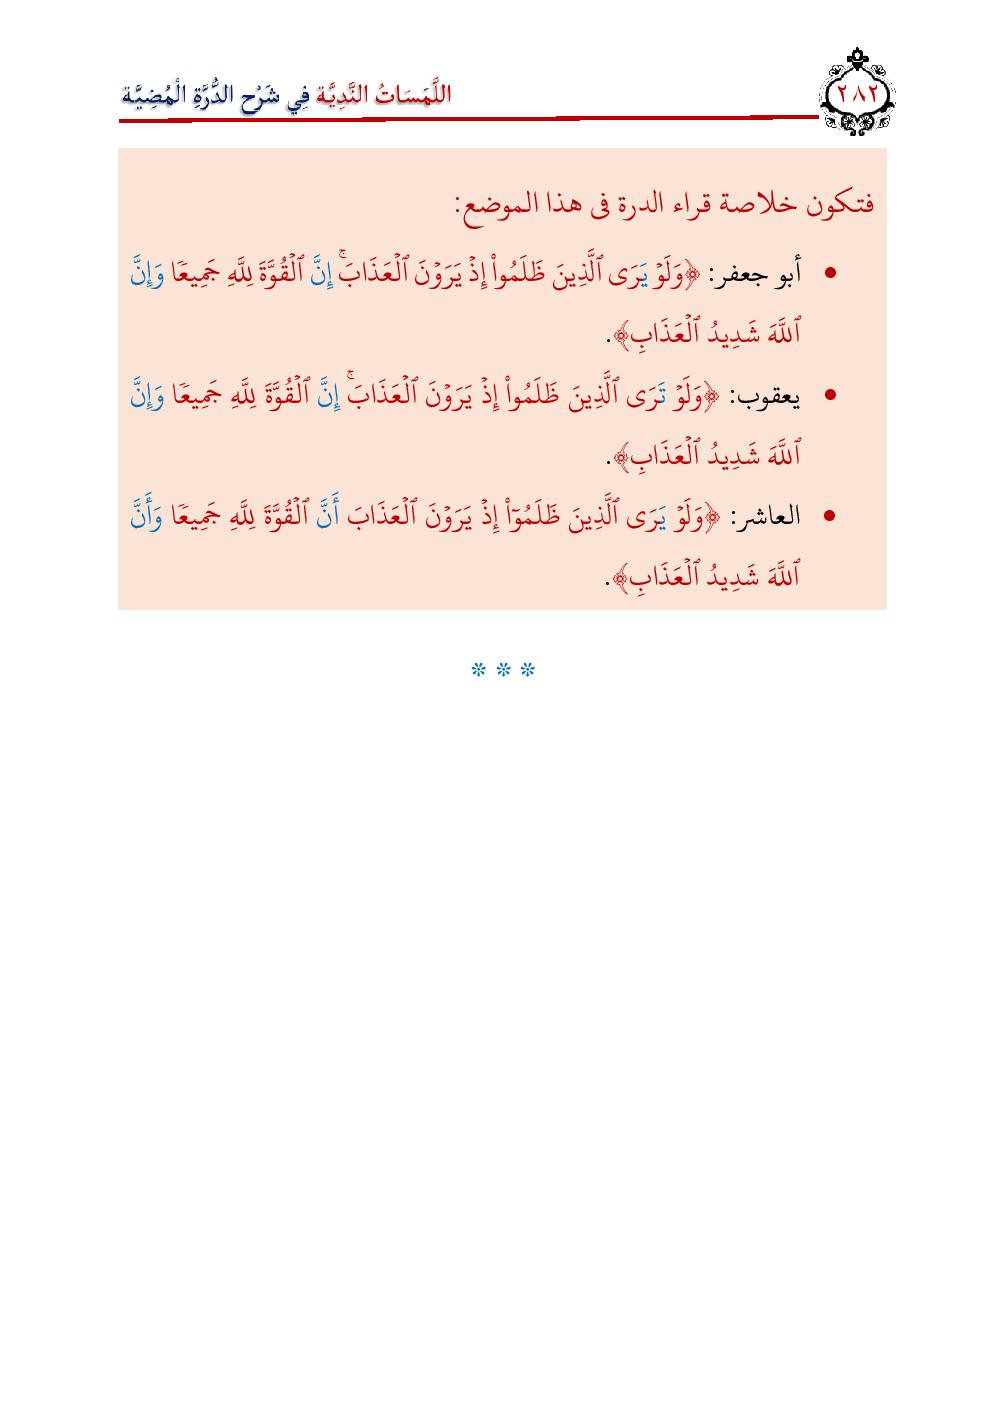 اللَّمَسَاتُ النَّدِيَّة فِي شَرْح الدُّرَّةِ الْمُضِيَّة
٢٨٢
فتكون خلاصة قراء الدرة فى هذا الموضع:
• أبو جعفر: ﴿وَلَوۡ يَرَى ٱلَّذِينَ ظَلَمُواْ إِذۡ يَرَوۡنَ ٱلۡعَذَابَۚ إِنَّ ٱلۡقُوَّةَ لِلَّهِ جَمِيعٗا وَإِنَّ
ٱللَّهَ شَدِيدُ ٱلۡعَذَابِ﴾.
• يعقوب: ﴿وَلَوۡ تَرَى ٱلَّذِينَ ظَلَمُواْ إِذۡ يَرَوۡنَ ٱلۡعَذَابَۚ إِنَّ ٱلۡقُوَّةَ لِلَّهِ جَمِيعٗا وَإِنَّ
ٱللَّهَ شَدِيدُ ٱلۡعَذَابِ﴾.
• العاشر: ﴿وَلَوۡ يَرَى ٱلَّذِينَ ظَلَمُوٓاْ إِذۡ يَرَوۡنَ ٱلۡعَذَابَ أَنَّ ٱلۡقُوَّةَ لِلَّهِ جَمِيعٗا وَأَنَّ
ٱللَّهَ شَدِيدُ ٱلۡعَذَابِ﴾.
* * *